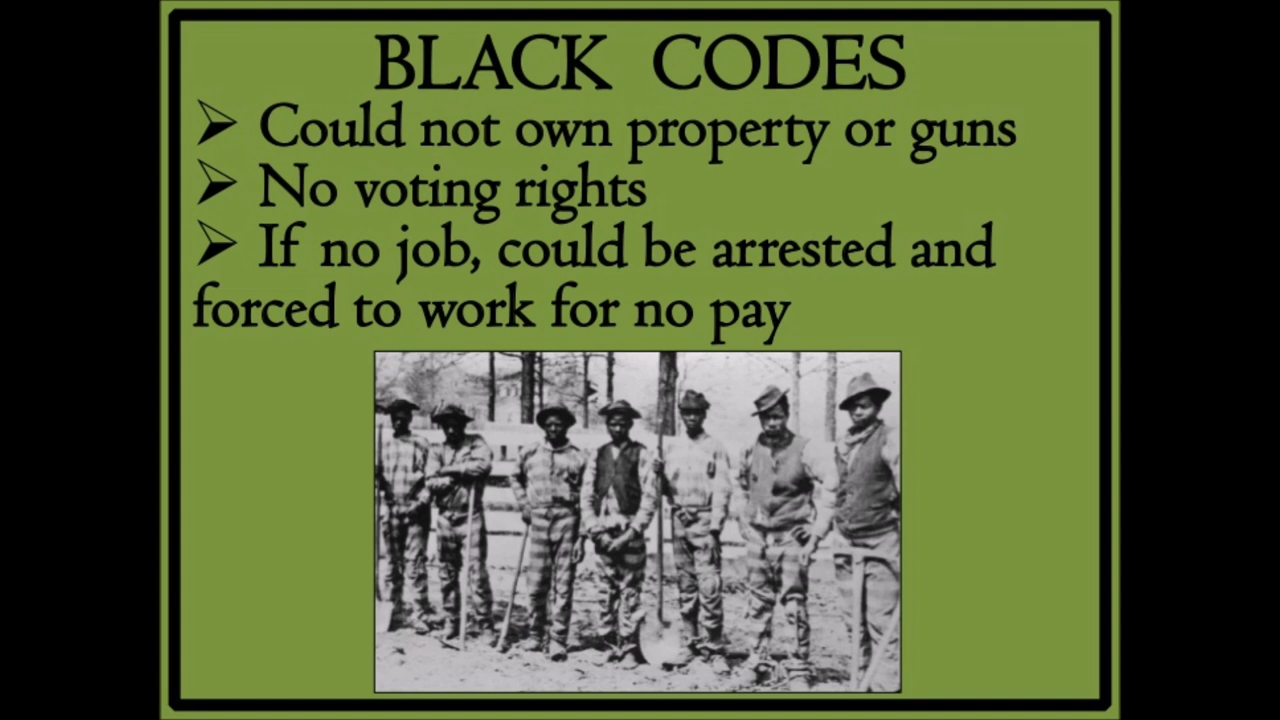 BLACK CODES
➢ Could not own property or guns
➢ No voting rights
➢ If no job, could be arrested and
forced to work for no pay